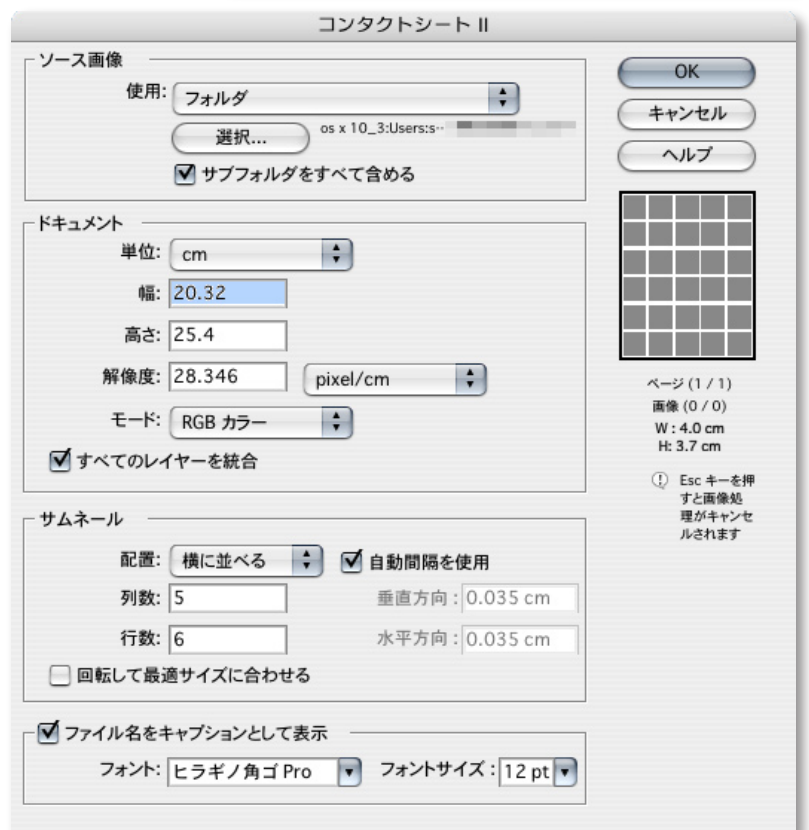 コンタクトシート II
ソース画像
使用: フォルダ
選択... os x 10_3:Users:s··
サブフォルダをすべて含める
ドキュメント
単位: cm
幅: 20.32
高さ: 25.4
解像度: 28.346 pixel/cm
モード: RGB カラー
すべてのレイヤーを統合
サムネール
配置: 横に並べる 自動間隔を使用
列数: 5 垂直方向 : 0.035 cm
行数: 6 水平方向 : 0.035 cm
回転して最適サイズに合わせる
ファイル名をキャプションとして表示
フォント: ヒラギノ角ゴ Pro フォントサイズ : 12 pt
OK
キャンセル
ヘルプ
ページ (1 / 1)
画像 (0 / 0)
W : 4.0 cm
H: 3.7 cm
Esc キーを押
すと画像処
理がキャンセ
ルされます